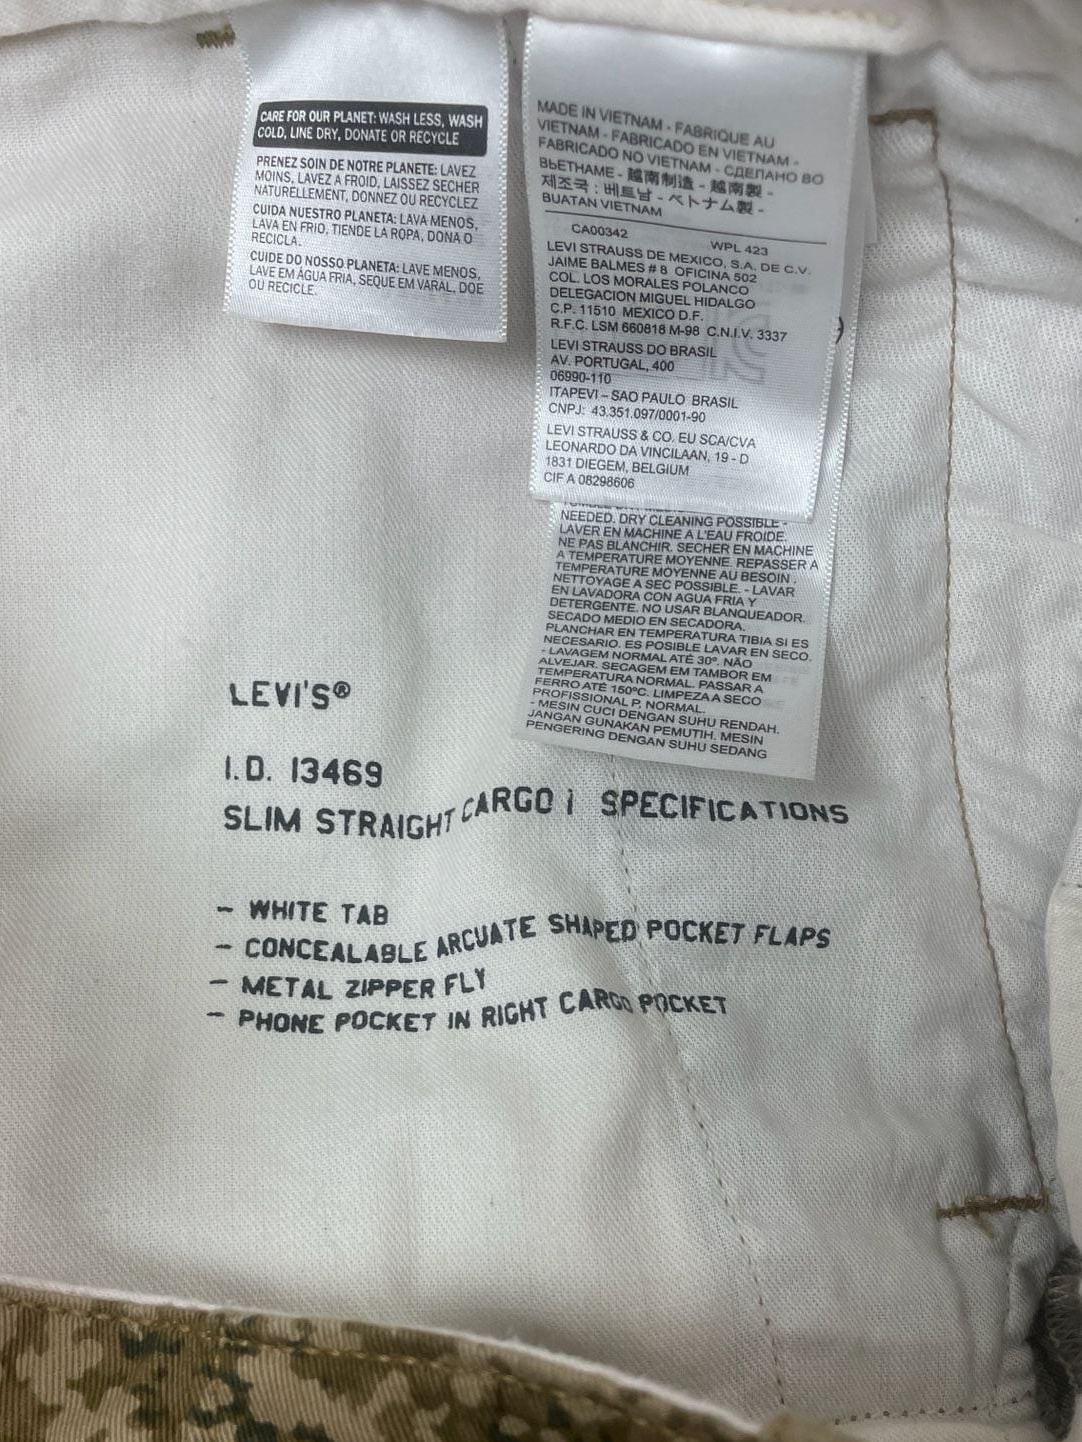 CARE FOR OUR PLANET: WASH LESS, WASH
COLD, LINE DRY, DONATE OR RECYCLE
PRENEZ SOIN DE NOTRE PLANETE: LAVEZ
MOINS, LAVEZ A FROID, LAISSEZ SECHER
NATURELLEMENT, DONNEZ OU RECYCLEZ
CUIDA NUESTRO PLANETA: LAVA MENOS,
LAVA EN FRIO, TIENDE LA ROPA, DONA O
RECICLA.
CUIDE DO NOSSO PLANETA: LAVE MENOS,
LAVE EM ÁGUA FRIA, SEQUE EM VARAL, DOE
OU RECICLE.
MADE IN VIETNAM - FABRIQUE AU
VIETNAM - FABRICADO EN VIETNAM -
FABRICADO NO VIETNAM - СДЕЛАНО ВО
ВЬЕТНАМЕ - 越南制造 - 越南製 -
제조국 : 베트남 - ベトナム製 -
BUATAN VIETNAM
CA00342 WPL 423
LEVI STRAUSS DE MEXICO, S.A. DE C.V.
JAIME BALMES # 8 OFICINA 502
COL. LOS MORALES POLANCO
DELEGACION MIGUEL HIDALGO
C.P. 11510 MEXICO D.F.
R.F.C. LSM 660818 M-98 C.N.I.V. 3337
LEVI STRAUSS DO BRASIL
AV. PORTUGAL, 400
06990-110
ITAPEVI – SAO PAULO BRASIL
CNPJ: 43.351.097/0001-90
LEVI STRAUSS & CO. EU SCA/CVA
LEONARDO DA VINCILAAN, 19 - D
1831 DIEGEM, BELGIUM
CIF A 08298606
NEEDED. DRY CLEANING POSSIBLE -
LAVER EN MACHINE A L'EAU FROIDE.
NE PAS BLANCHIR. SECHER EN MACHINE
A TEMPERATURE MOYENNE. REPASSER A
TEMPERATURE MOYENNE AU BESOIN .
NETTOYAGE A SEC POSSIBLE. - LAVAR
EN LAVADORA CON AGUA FRIA Y
DETERGENTE. NO USAR BLANQUEADOR.
SECADO MEDIO EN SECADORA.
PLANCHAR EN TEMPERATURA TIBIA SI ES
NECESARIO. ES POSIBLE LAVAR EN SECO.
- LAVAGEM NORMAL ATÉ 30º. NÃO
ALVEJAR. SECAGEM EM TAMBOR EM
TEMPERATURA NORMAL. PASSAR A
FERRO ATÉ 150ºC. LIMPEZA A SECO
PROFISSIONAL P. NORMAL.
- MESIN CUCI DENGAN SUHU RENDAH.
JANGAN GUNAKAN PEMUTIH. MESIN
PENGERING DENGAN SUHU SEDANG
LEVI'S®
I.D. 13469
SLIM STRAIGHT CARGO I SPECIFICATIONS
- WHITE TAB
- CONCEALABLE ARCUATE SHAPED POCKET FLAPS
- METAL ZIPPER FLY
- PHONE POCKET IN RIGHT CARGO POCKET